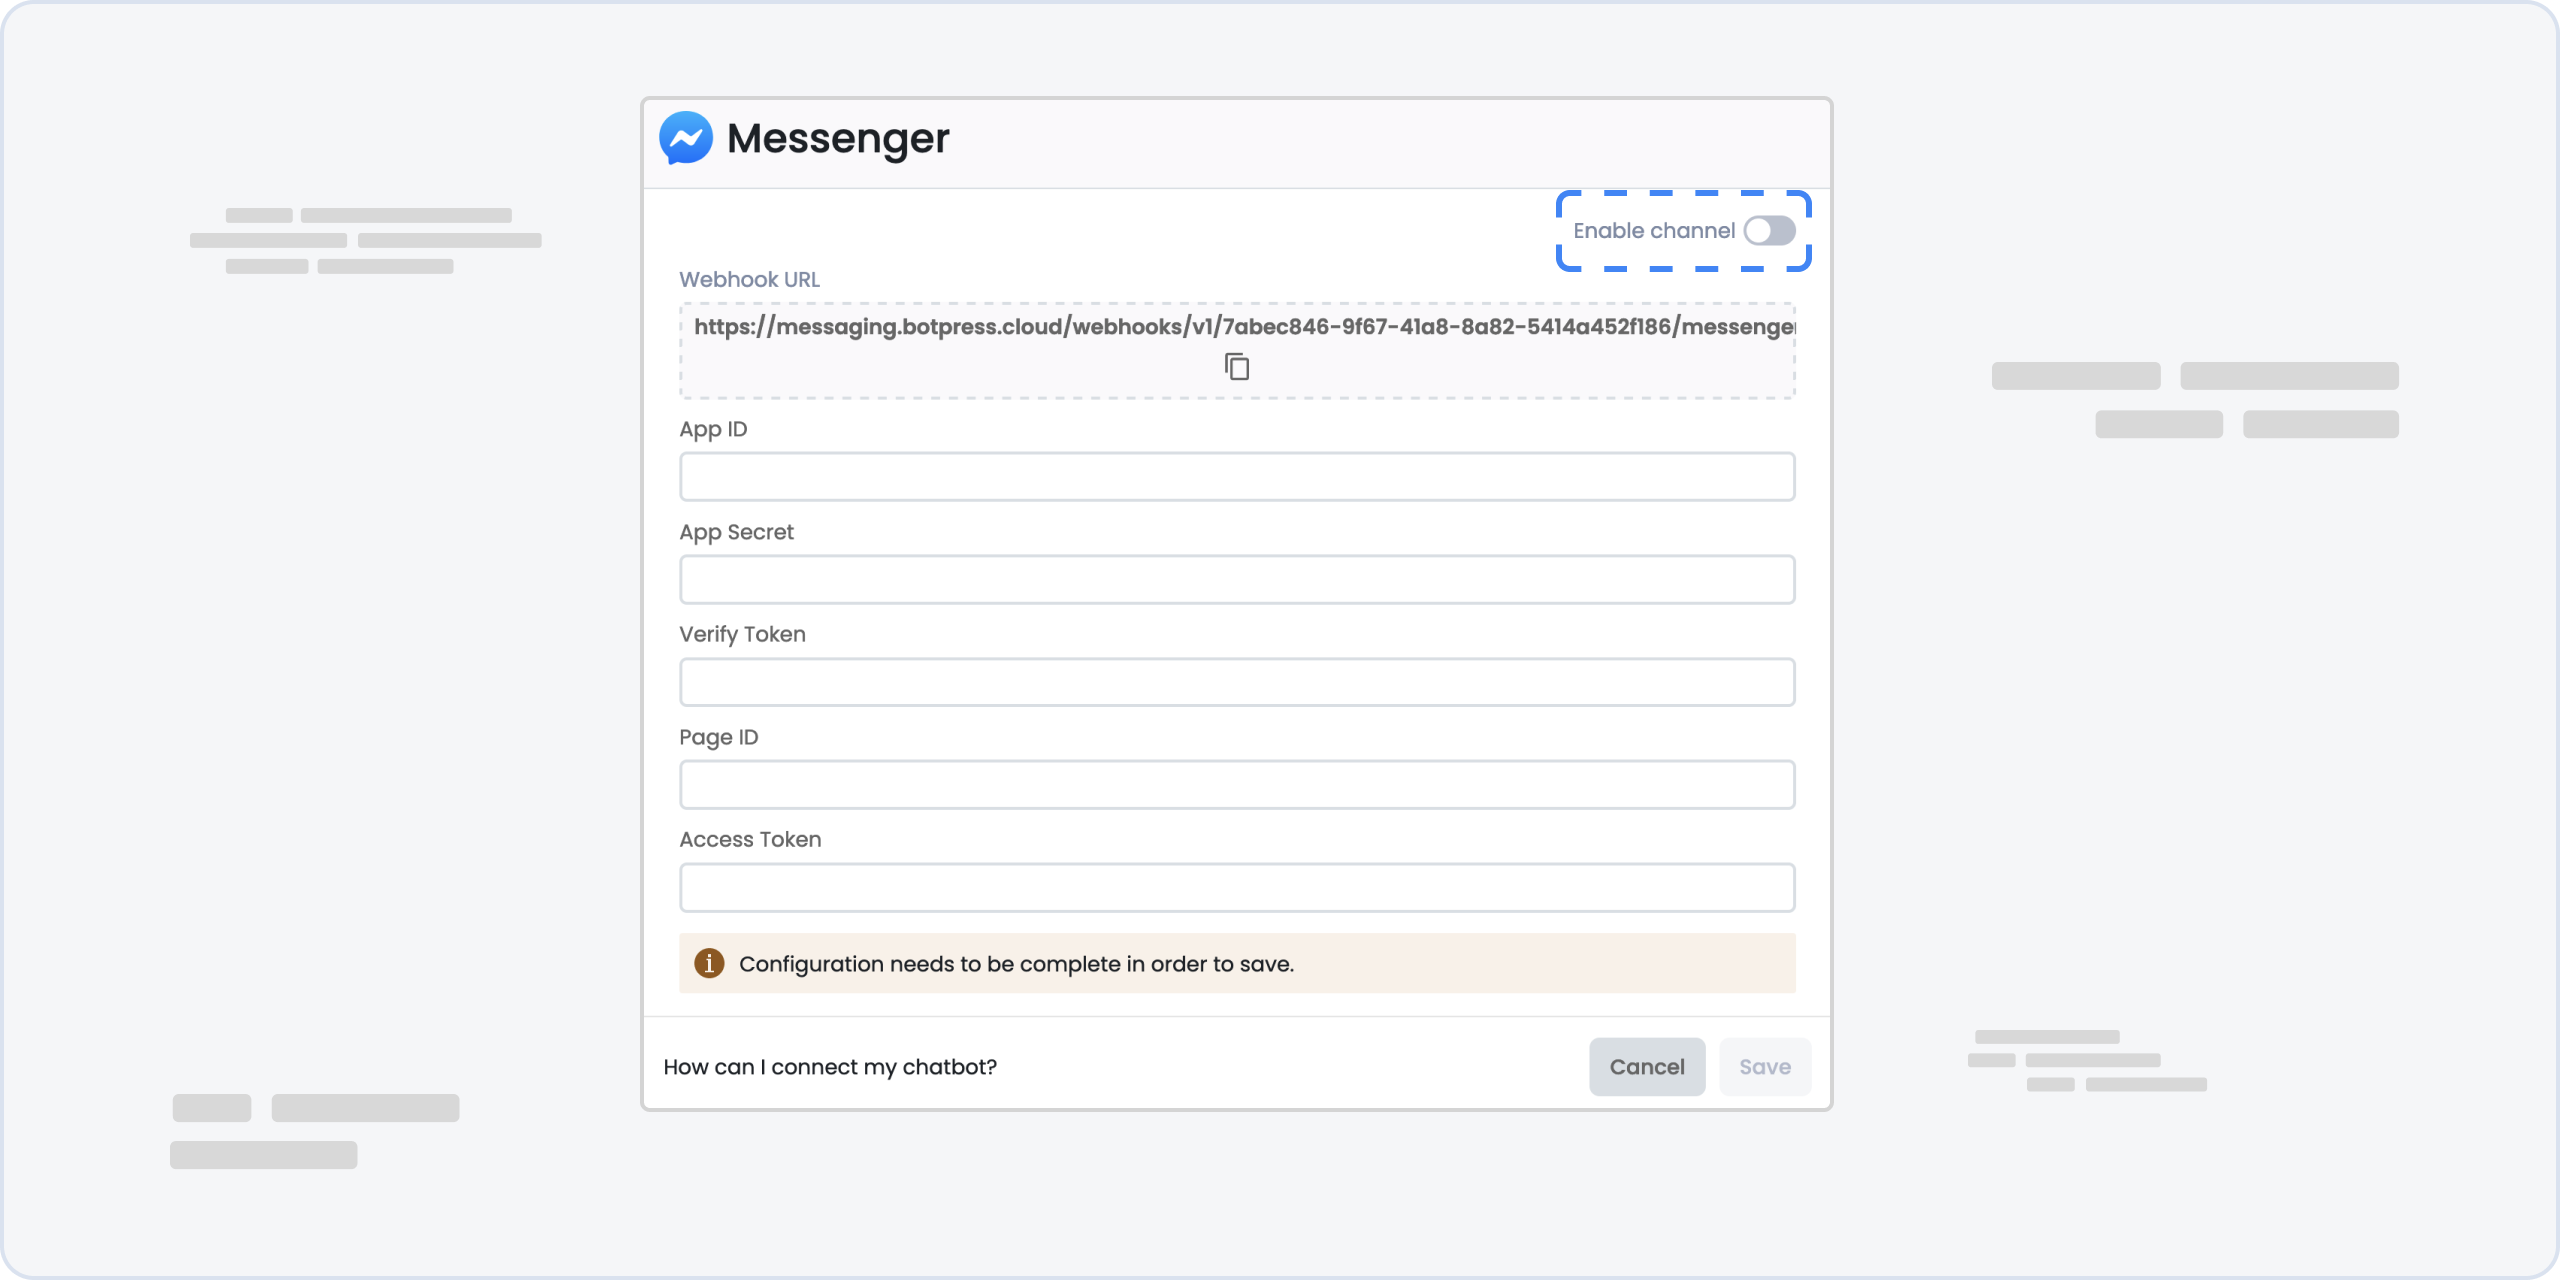 Messenger
Enable channel
Webhook URL
https://messaging.botpress.cloud/webhooks/v1/7abec846-9f67-41a8-8a82-5414a452f186/messenger
App ID
App Secret
Verify Token
Page ID
Access Token
Configuration needs to be complete in order to save.
How can I connect my chatbot?
Cancel
Save